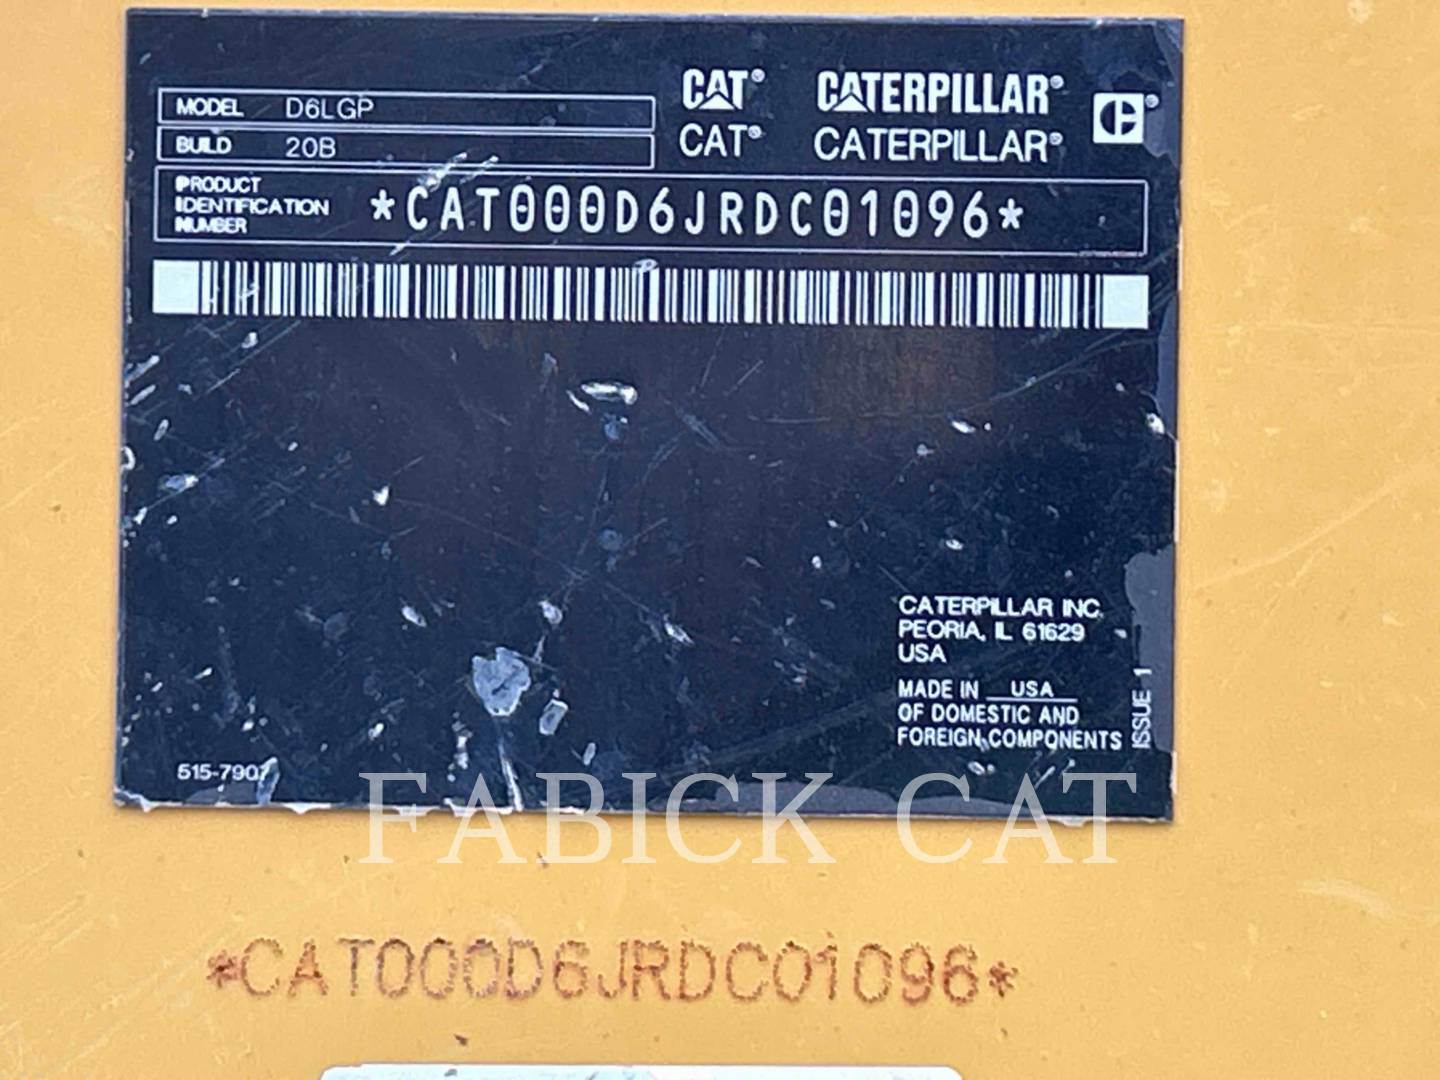 MODEL D6LGP
BUILD 20B
CAT® CATERPILLAR®
CAT® CATERPILLAR®
PRODUCT
IDENTIFICATION
NUMBER
*CAT000D6JRDC01096*
CATERPILLAR INC.
PEORIA, IL 61629
USA
MADE IN USA
OF DOMESTIC AND
FOREIGN COMPONENTS
ISSUE 1
515-7907
FABICK CAT
*CAT000D6JRDC01096*